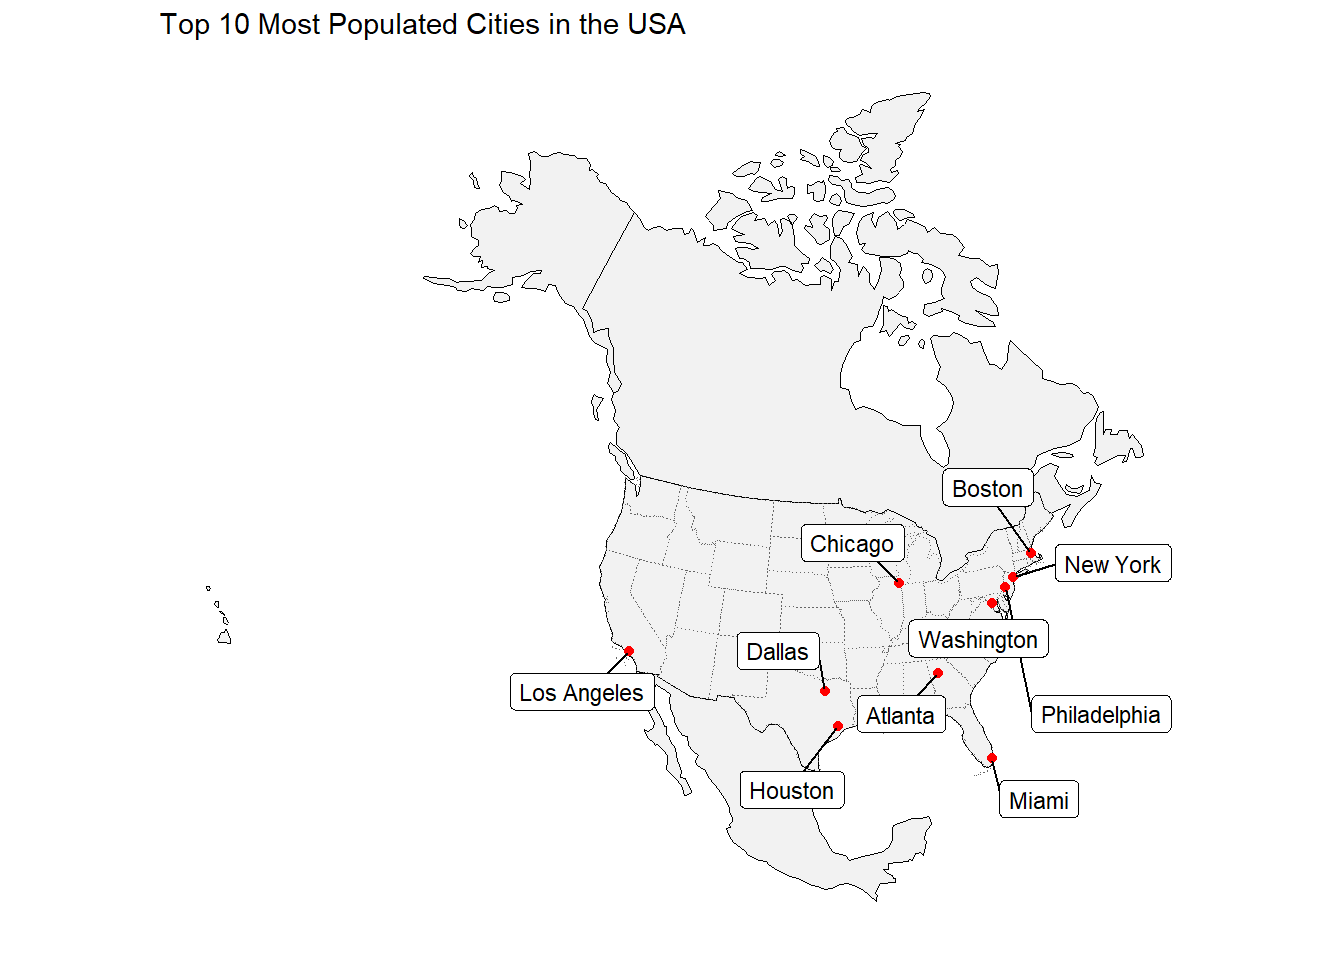 Top 10 Most Populated Cities in the USA
Boston
Chicago
New York
Washington
Dallas
Los Angeles
Atlanta
Philadelphia
Houston
Miami